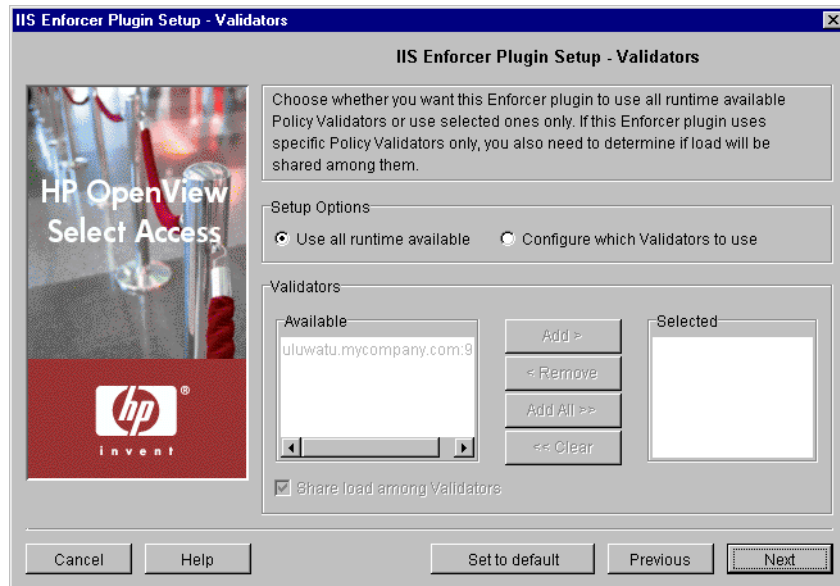 IIS Enforcer Plugin Setup - Validators
IIS Enforcer Plugin Setup - Validators
Choose whether you want this Enforcer plugin to use all runtime available
Policy Validators or use selected ones only. If this Enforcer plugin uses
specific Policy Validators only, you also need to determine if load will be
shared among them.
HP OpenView
Select Access
hp
®
invent
Setup Options
Use all runtime available
Configure which Validators to use
Validators
Available
uluwatu.mycompany.com:9
Add >
< Remove
Add All >>
<< Clear
Selected
Share load among Validators
Cancel
Help
Set to default
Previous
Next